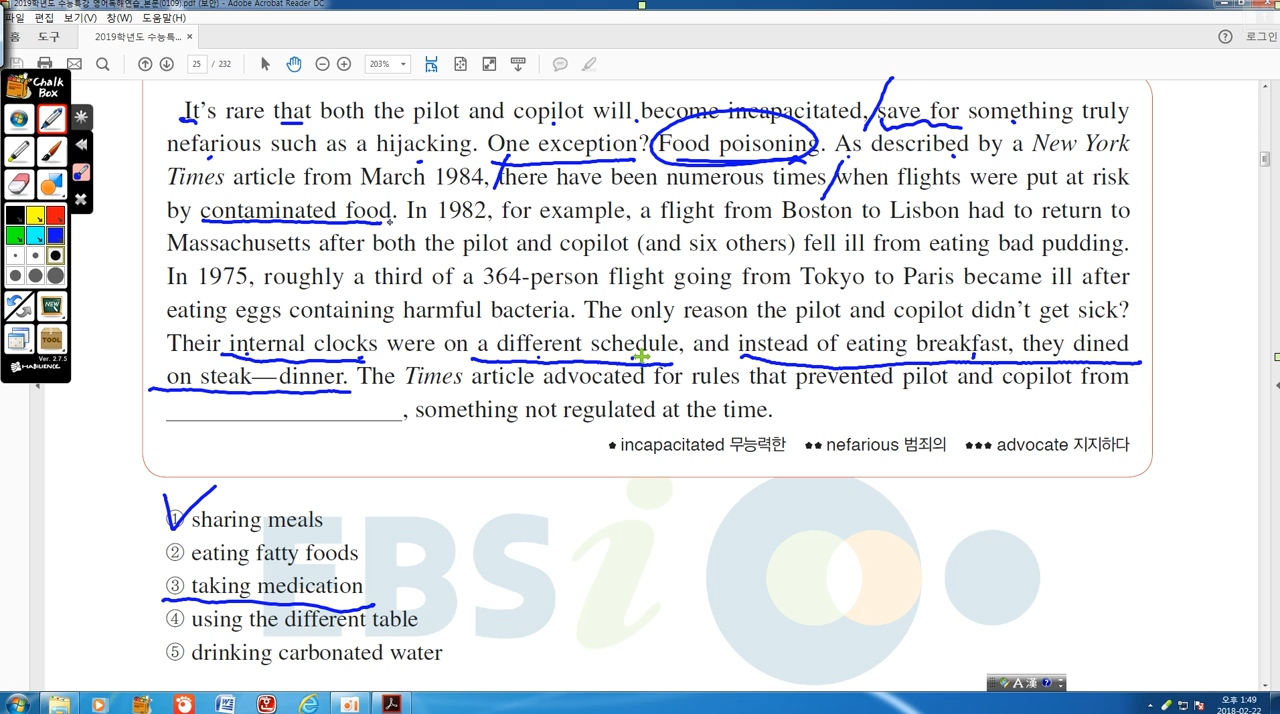 2019학년도 수능특강 영어독해연습_본문(0109).pdf (보안) - Adobe Acrobat Reader DC
파일 편집 보기 창(W) 도움말(H)
홈 도구 2019학년도 수능특... × 로그인
25 / 232 203%
Chalk Box
It's rare that both the pilot and copilot will become incapacitated, save for something truly
nefarious such as a hijacking. One exception? Food poisoning. As described by a New York
Times article from March 1984, there have been numerous times when flights were put at risk
by contaminated food. In 1982, for example, a flight from Boston to Lisbon had to return to
Massachusetts after both the pilot and copilot (and six others) fell ill from eating bad pudding.
In 1975, roughly a third of a 364-person flight going from Tokyo to Paris became ill after
eating eggs containing harmful bacteria. The only reason the pilot and copilot didn't get sick?
Their internal clocks were on a different schedule, and instead of eating breakfast, they dined
on steak—dinner. The Times article advocated for rules that prevented pilot and copilot from
____________________, something not regulated at the time.
NEW
TOOL
Ver. 2.7.5
MABILIENCE
● incapacitated 무능력한 ●● nefarious 범죄의 ●●● advocate 지지하다
① sharing meals
② eating fatty foods
③ taking medication
④ using the different table
⑤ drinking carbonated water
EBSi
A 漢
오후 1:49
2018-02-22